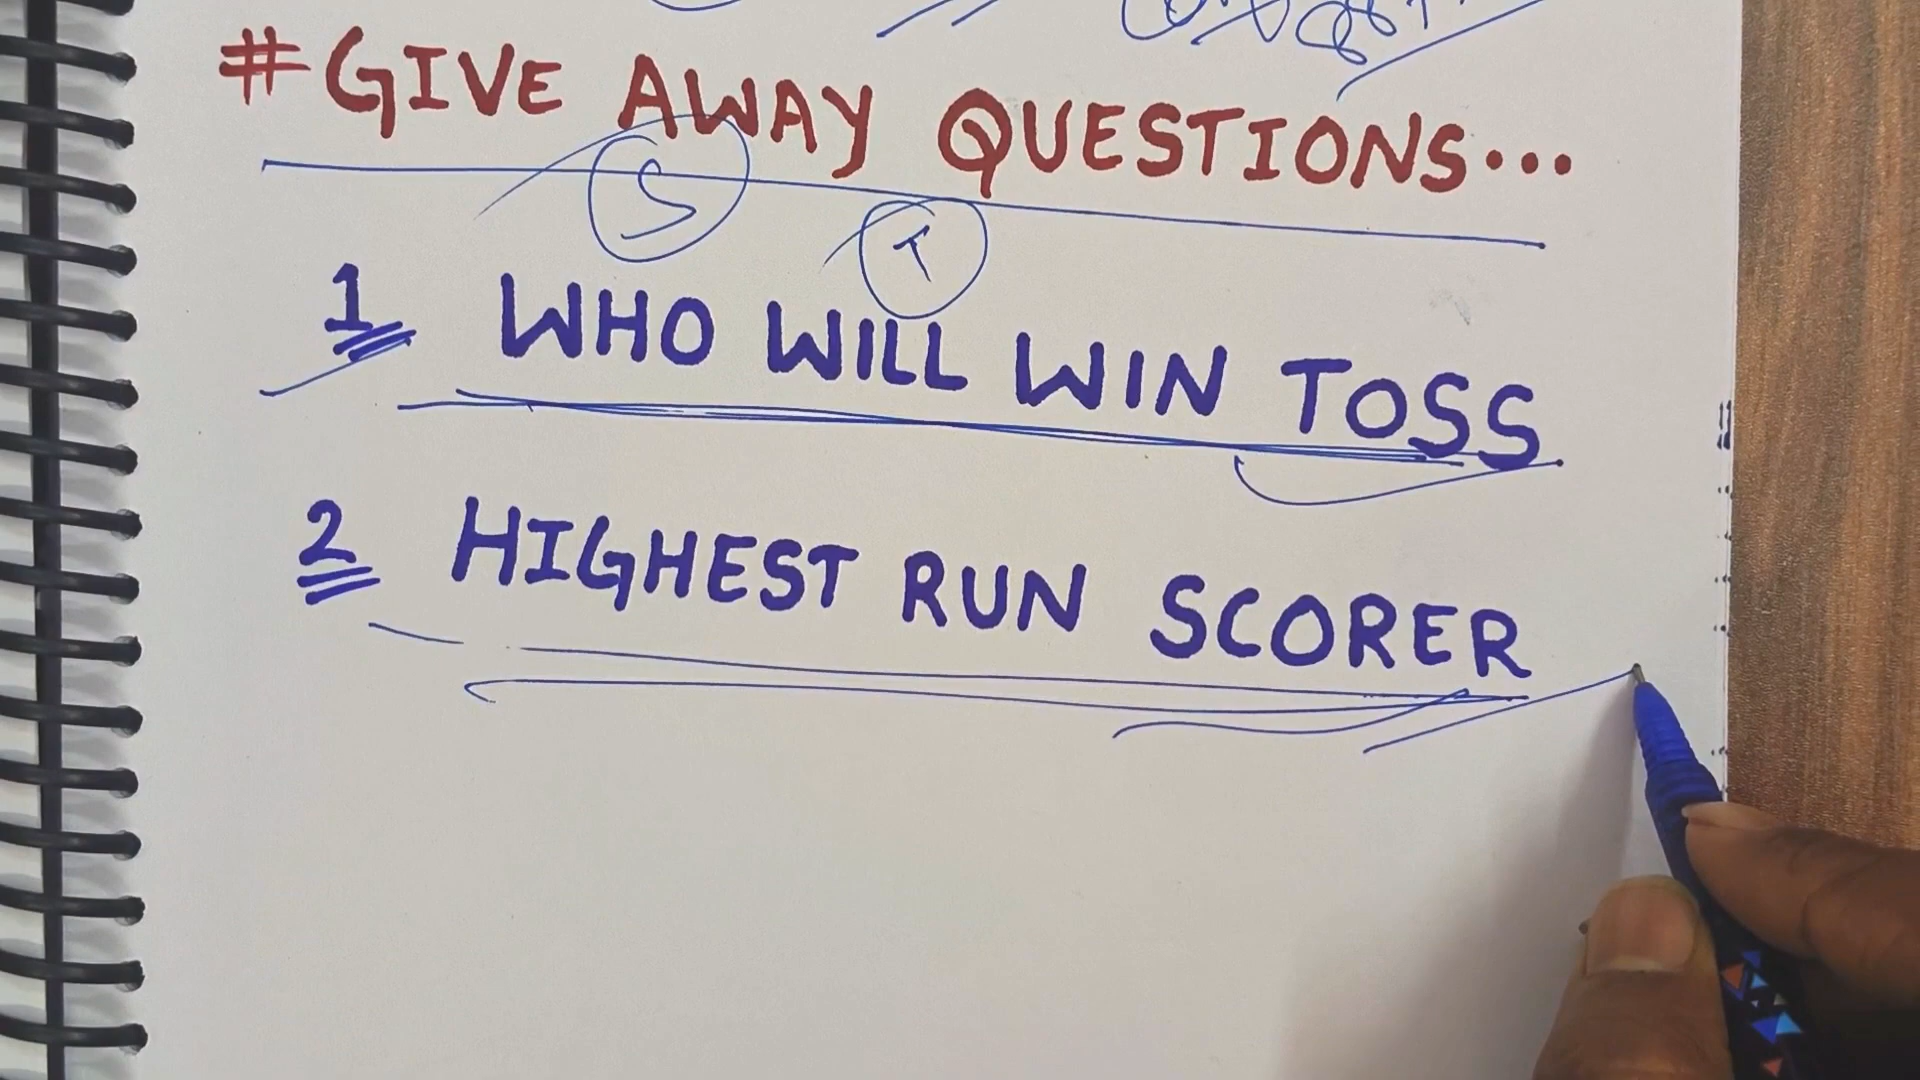 #GIVE AWAY QUESTIONS...
S
T
1 WHO WILL WIN TOSS
2 HIGHEST RUN SCORER